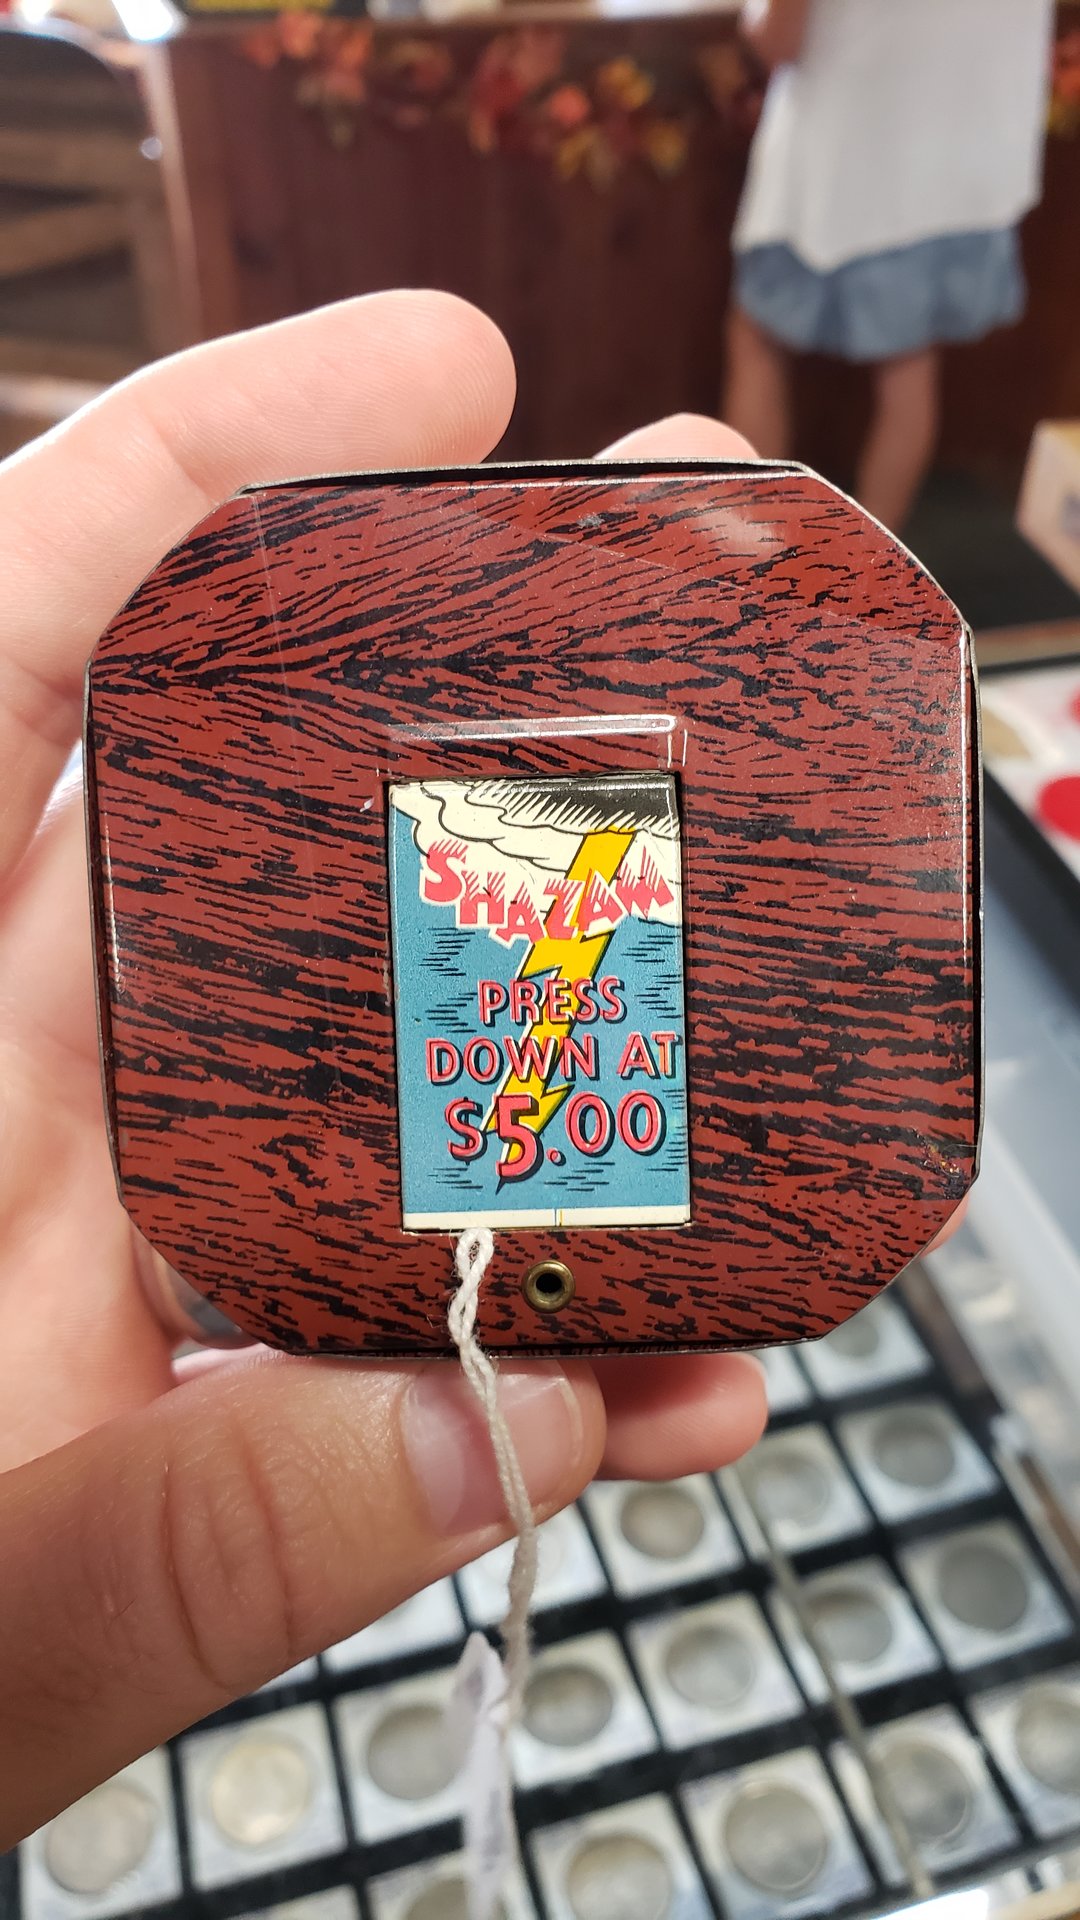 SHAZAM
PRESS
DOWN AT
$5.00